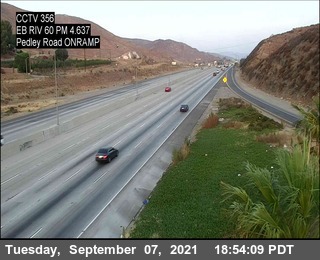 CCTV 356
EB RIV 60 PM 4.637
Pedley Road ONRAMP
Tuesday, September 07, 2021 18:54:09 PDT